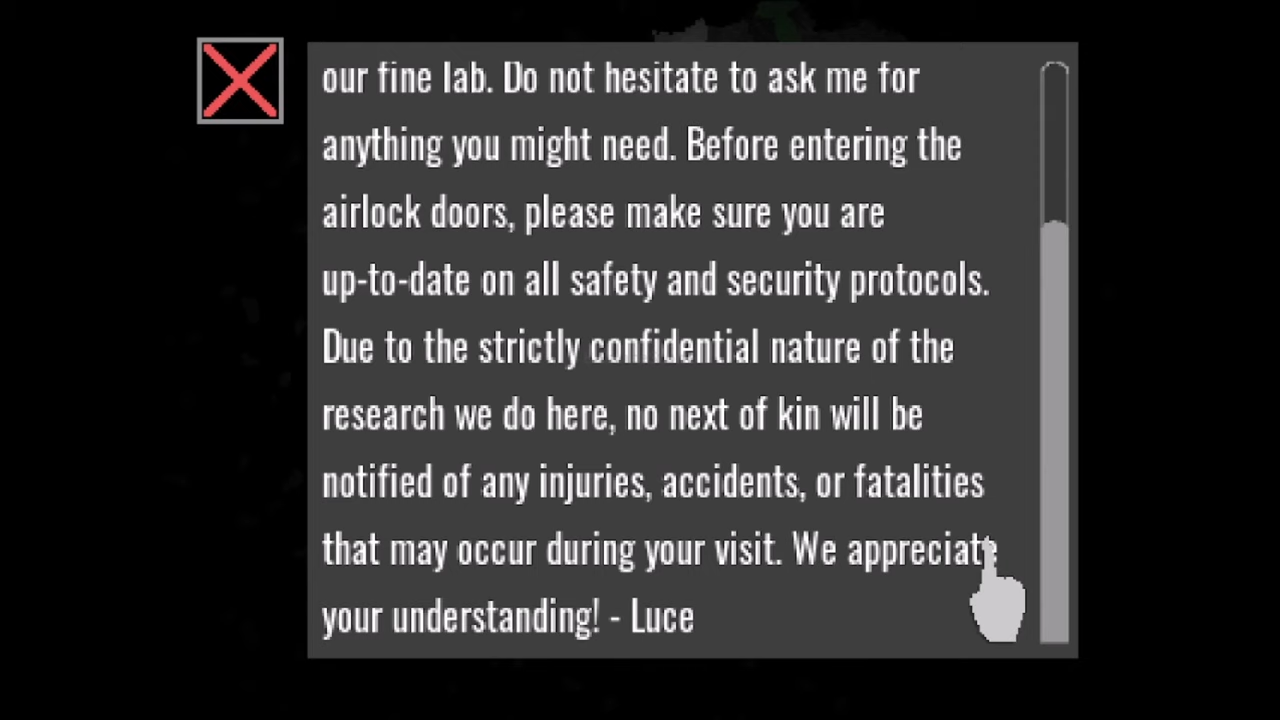 our fine lab. Do not hesitate to ask me for
anything you might need. Before entering the
airlock doors, please make sure you are
up-to-date on all safety and security protocols.
Due to the strictly confidential nature of the
research we do here, no next of kin will be
notified of any injuries, accidents, or fatalities
that may occur during your visit. We appreciate
your understanding! - Luce